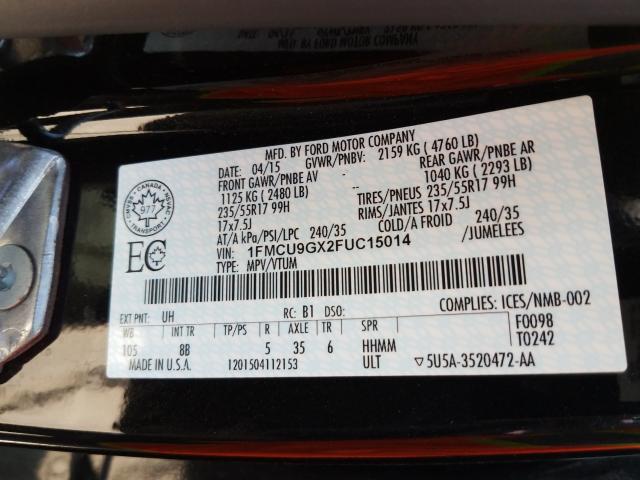 MFD. BY FORD MOTOR COMPANY
DATE: 04/15 GVWR/PNBV: 2159 KG ( 4760 LB)
FRONT GAWR/PNBE AV REAR GAWR/PNBE AR
1125 KG ( 2480 LB) 1040 KG ( 2293 LB)
235/55R17 99H TIRES/PNEUS 235/55R17 99H
17x7.5J RIMS/JANTES 17x7.5J
AT/A kPa/PSI/LPC 240/35 COLD/A FROID 240/35
VIN: 1FMCU9GX2FUC15014 /JUMELEES
TYPE: MPV/VTUM
CANADA
977
TRANSPORT
EC
EXT PNT: UH RC: B1 DSO: COMPLIES: ICES/NMB-002
WB INT TR TP/PS R AXLE TR SPR F0098
105 8B 5 35 6 HHMM T0242
MADE IN U.S.A. 1201504112153 ULT ▽5U5A-3520472-AA